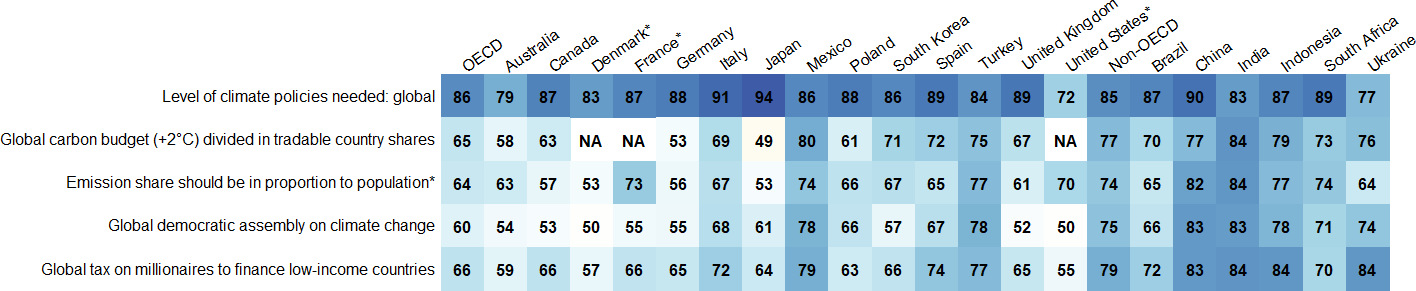 OECD Australia Canada Denmark* France* Germany Italy Japan Mexico Poland South Korea Spain Turkey United Kingdom United States* Non-OECD Brazil China India Indonesia South Africa Ukraine
Level of climate policies needed: global 86 79 87 83 87 88 91 94 86 88 86 89 84 89 72 85 87 90 83 87 89 77
Global carbon budget (+2°C) divided in tradable country shares 65 58 63 NA NA 53 69 49 80 61 71 72 75 67 NA 77 70 77 84 79 73 76
Emission share should be in proportion to population* 64 63 57 53 73 56 67 53 74 66 67 65 77 61 70 74 65 82 84 77 74 64
Global democratic assembly on climate change 60 54 53 50 55 55 68 61 78 66 57 67 78 52 50 75 66 83 83 78 71 74
Global tax on millionaires to finance low-income countries 66 59 66 57 66 65 72 64 79 63 66 74 77 65 55 79 72 83 84 84 70 84